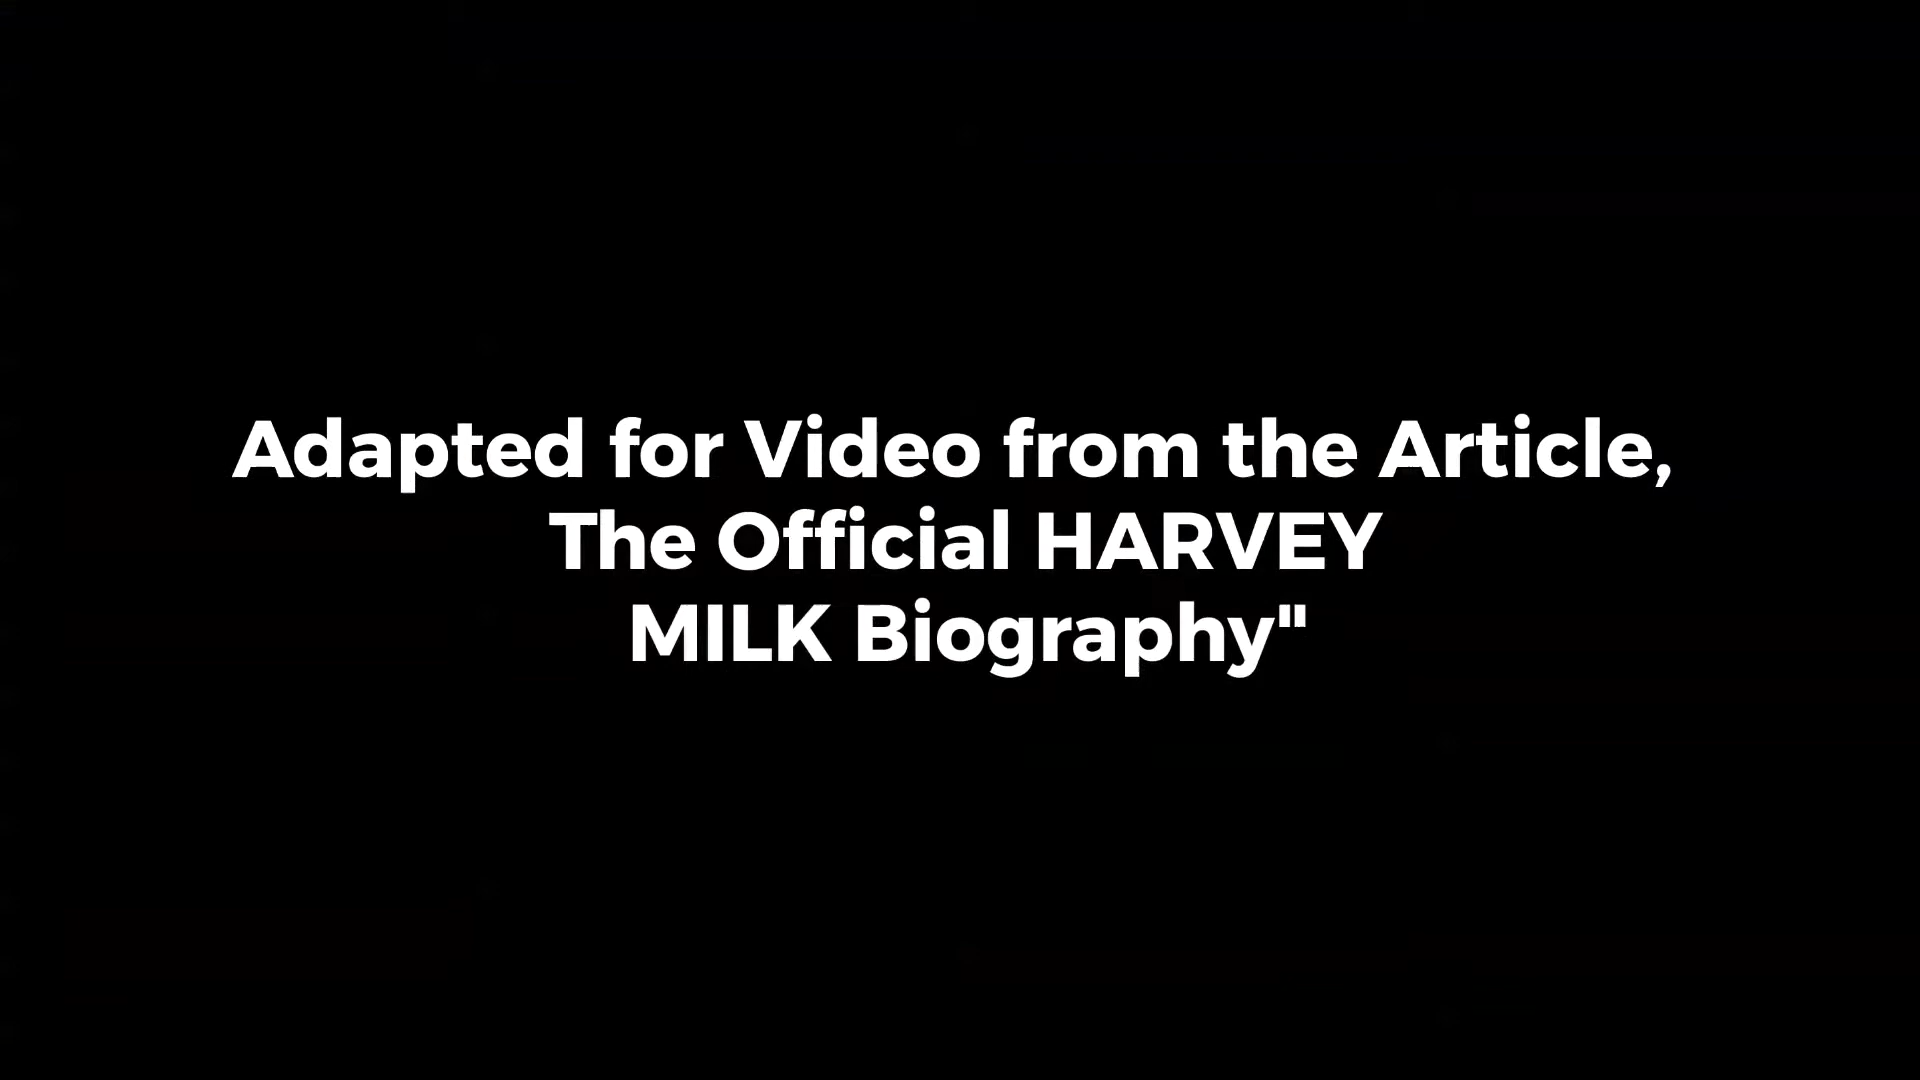 Adapted for Video from the Article,
The Official HARVEY
MILK Biography"